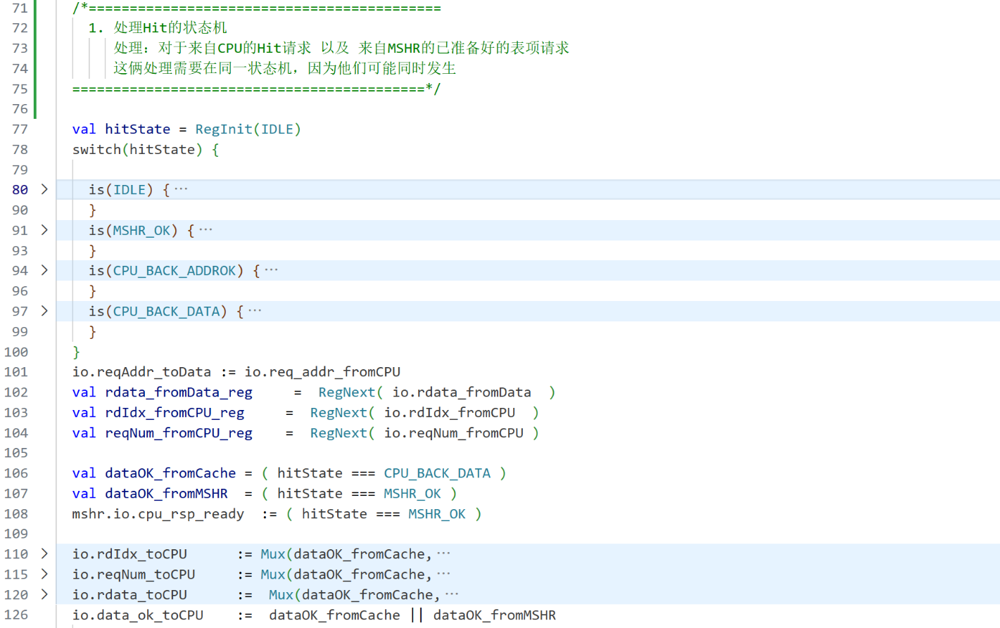 71 /*===========================================
72 1. 处理Hit的状态机
73 处理：对于来自CPU的Hit请求 以及 来自MSHR的已准备好的表项请求
74 这俩处理需要在同一状态机，因为他们可能同时发生
75 ===========================================*/
76
77 val hitState = RegInit(IDLE)
78 switch(hitState) {
79
80 > is(IDLE) { ···
90 }
91 > is(MSHR_OK) { ···
93 }
94 > is(CPU_BACK_ADDROK) { ···
96 }
97 > is(CPU_BACK_DATA) { ···
99 }
100 }
101 io.reqAddr_toData := io.req_addr_fromCPU
102 val rdata_fromData_reg = RegNext( io.rdata_fromData )
103 val rdIdx_fromCPU_reg = RegNext( io.rdIdx_fromCPU )
104 val reqNum_fromCPU_reg = RegNext( io.reqNum_fromCPU )
105
106 val dataOK_fromCache = ( hitState === CPU_BACK_DATA )
107 val dataOK_fromMSHR = ( hitState === MSHR_OK )
108 mshr.io.cpu_rsp_ready := ( hitState === MSHR_OK )
109
110 > io.rdIdx_toCPU := Mux(dataOK_fromCache, ···
115 > io.reqNum_toCPU := Mux(dataOK_fromCache, ···
120 > io.rdata_toCPU := Mux(dataOK_fromCache, ···
126 io.data_ok_toCPU := dataOK_fromCache || dataOK_fromMSHR